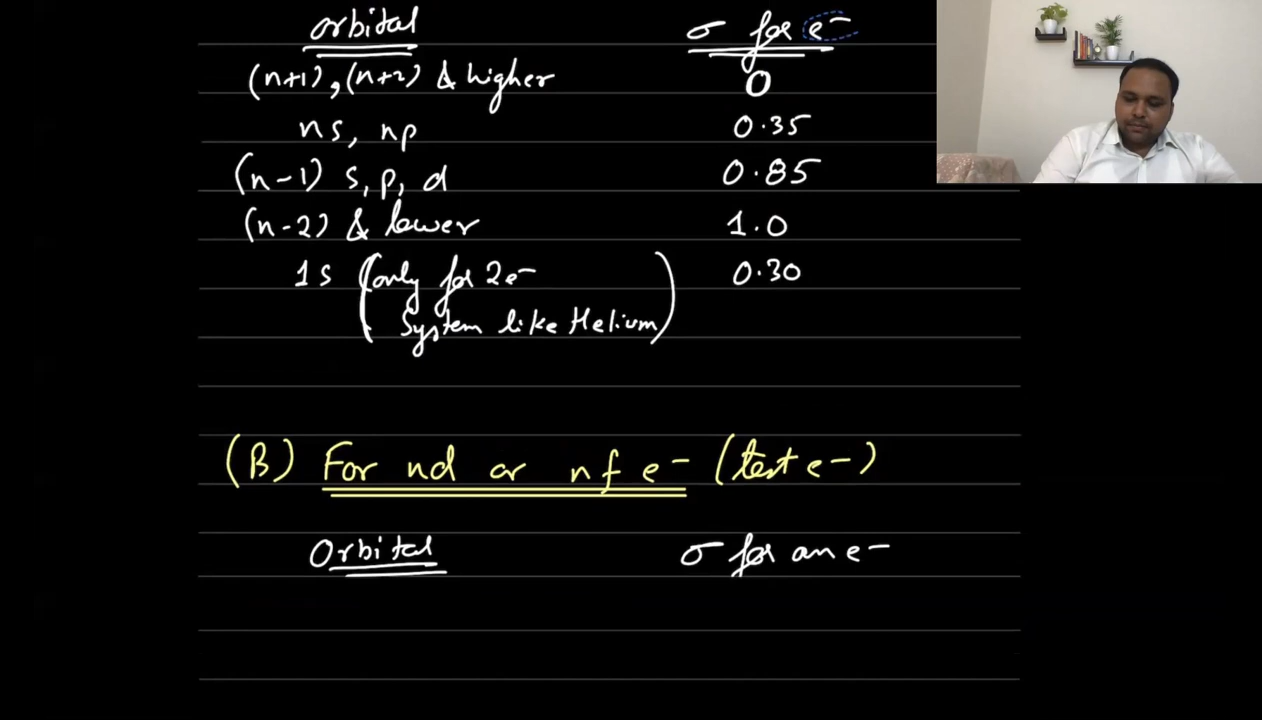 orbital σ for e-
(n+1), (n+2) & higher 0
ns, np 0.35
(n-1) s, p, d 0.85
(n-2) & lower 1.0
1s (only for 2e- 0.30
System like Helium)
(B) For nd or nf e- (test e-)
Orbital σ for an e-